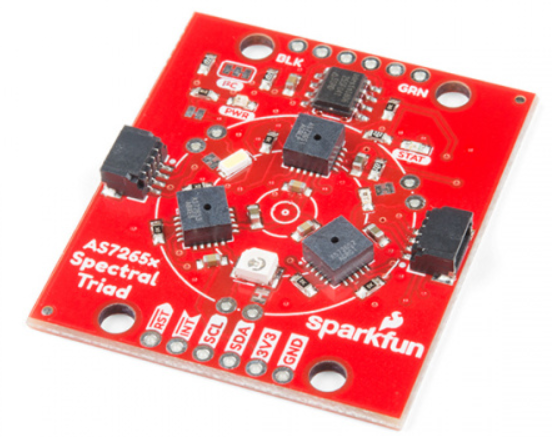 BLK
GRN
I²C
PWR
STAT
AS7265x
Spectral
Triad
sparkfun
RST
INT
SCL
SDA
3V3
GND